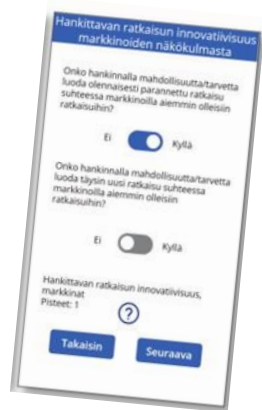 Hankittavan ratkaisun innovatiivisuus
markkinoiden näkökulmasta
Onko hankinnalla mahdollisuutta/tarvetta
luoda olennaisesti parannettu ratkaisu
suhteessa markkinoilla aiemmin olleisiin
ratkaisuihin?
Ei Kyllä
Onko hankinnalla mahdollisuutta/tarvetta
luoda täysin uusi ratkaisu suhteessa
markkinoilla aiemmin olleisiin
ratkaisuihin?
Ei Kyllä
Hankittavan ratkaisun innovatiivisuus,
markkinat
Pisteet: 1
?
Takaisin Seuraava